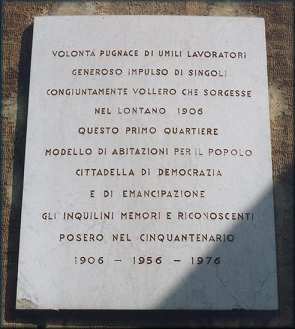 VOLONTÀ PUGNACE DI UMILI LAVORATORI
GENEROSO IMPULSO DI SINGOLI
CONGIUNTAMENTE VOLLERO CHE SORGESSE
NEL LONTANO 1906
QUESTO PRIMO QUARTIERE
MODELLO DI ABITAZIONI PER IL POPOLO
CITTADELLA DI DEMOCRAZIA
E DI EMANCIPAZIONE
GLI INQUILINI MEMORI E RICONOSCENTI
POSERO NEL CINQUANTENARIO
1906 – 1956 – 1976